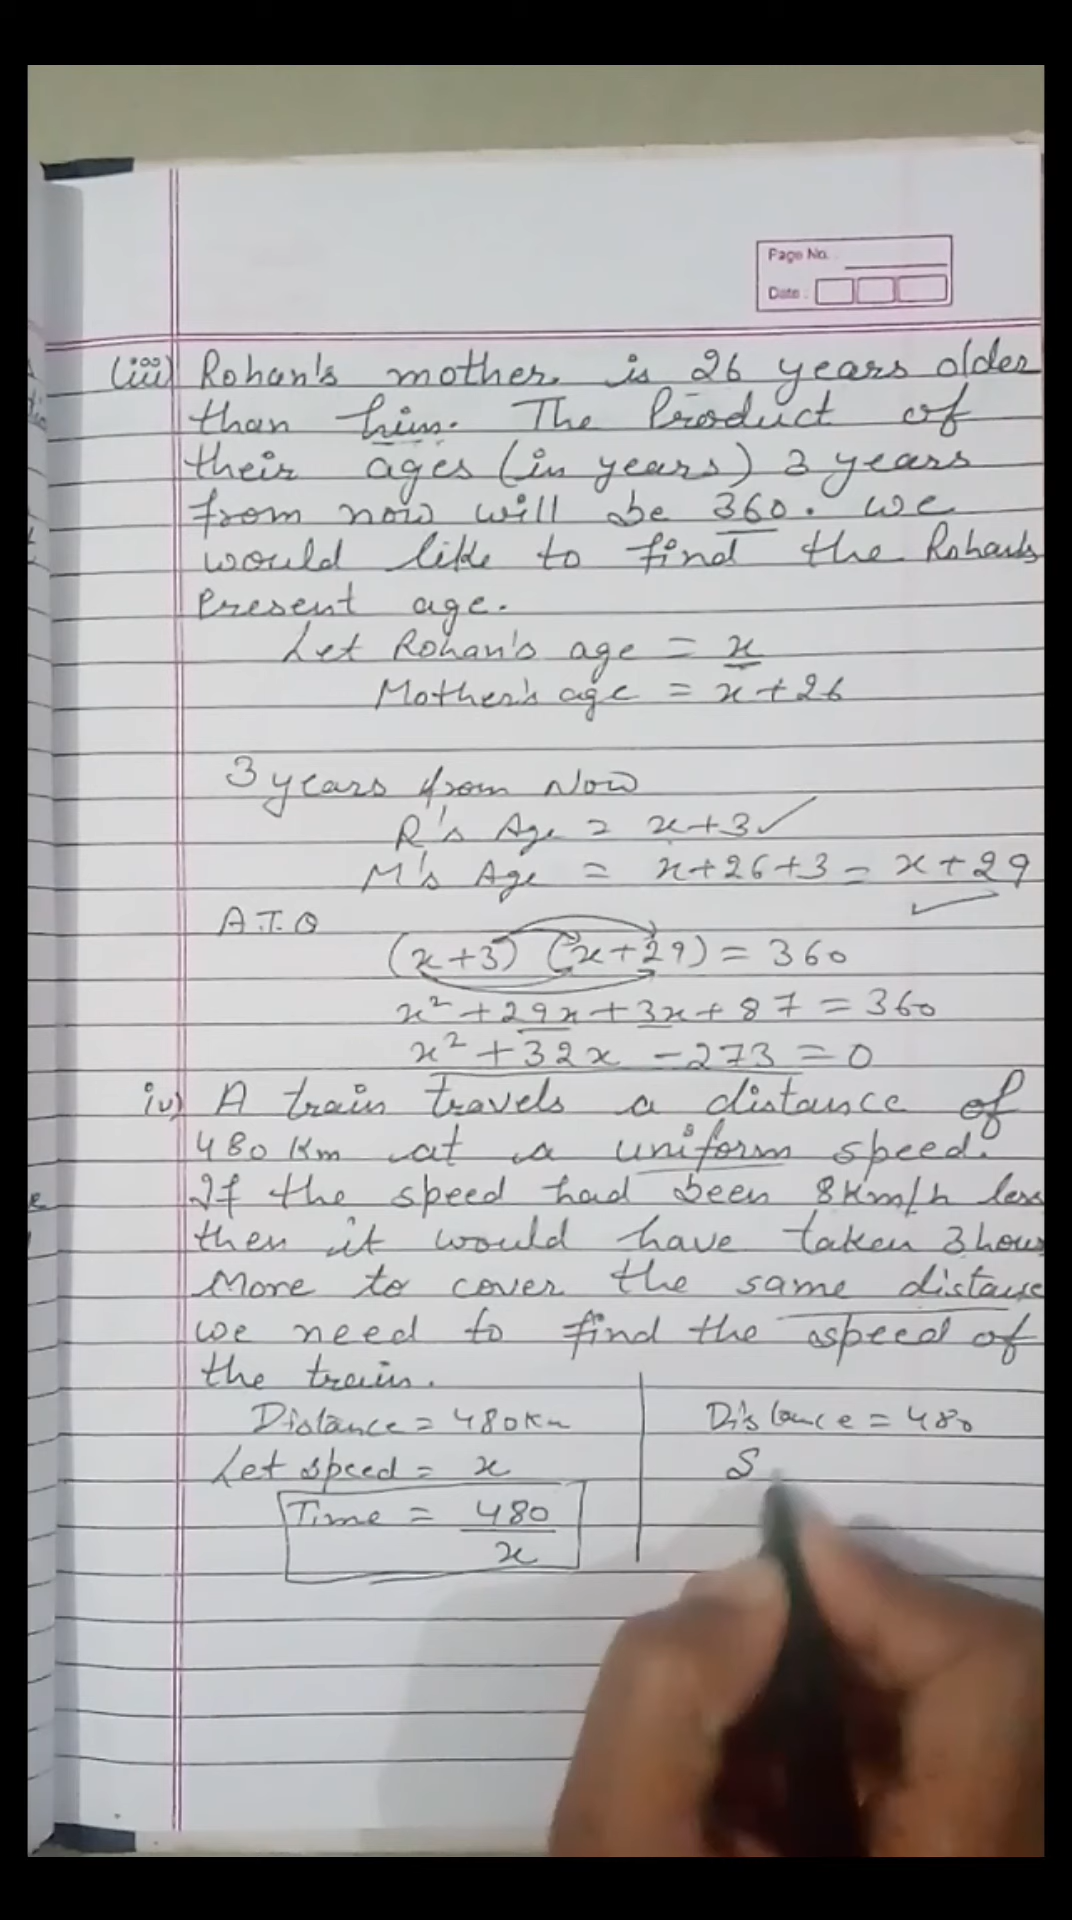 Page No.
Date:
(iii) Rohan's mother is 26 years older
than him. The Product of
their ages (in years) 3 years
from now will be 360. we
would like to find the Rohan's
Present age.
Let Rohan's age = x
Mother's age = x+26
3 years from Now
R's Age = x+3✓
M's Age = x+26+3 = x+29
A.T.Q
(x+3) (x+29) = 360
x²+29x+3x+87=360
x²+32x-273=0
iv) A train travels a distance of
480 Km at a uniform speed.
If the speed had been 8Km/h less
then it would have taken 3 hours
More to cover the same distance
we need to find the speed of
the train.
Distance = 480Km
Distance = 480
Let speed = x
S
Time = 480/x